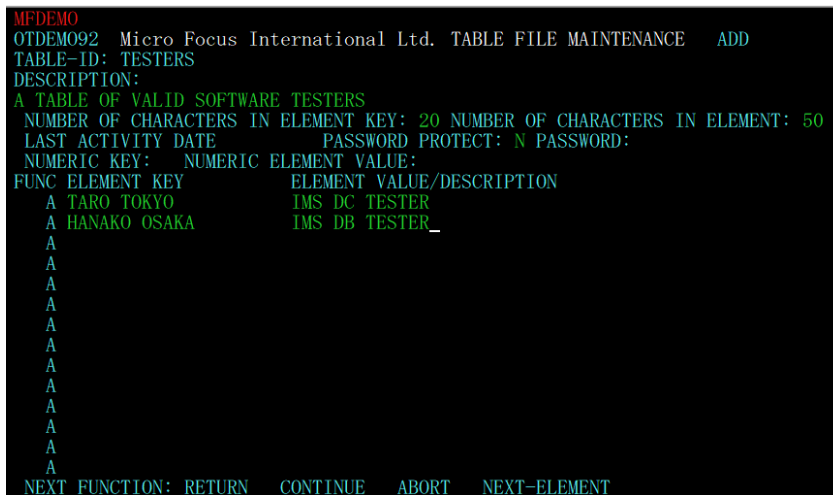 MFDEMO
OTDEMO92 Micro Focus International Ltd. TABLE FILE MAINTENANCE ADD
TABLE-ID: TESTERS
DESCRIPTION:
A TABLE OF VALID SOFTWARE TESTERS
NUMBER OF CHARACTERS IN ELEMENT KEY: 20 NUMBER OF CHARACTERS IN ELEMENT: 50
LAST ACTIVITY DATE PASSWORD PROTECT: N PASSWORD:
NUMERIC KEY: NUMERIC ELEMENT VALUE:
FUNC ELEMENT KEY ELEMENT VALUE/DESCRIPTION
A TARO TOKYO IMS DC TESTER
A HANAKO OSAKA IMS DB TESTER_
A
A
A
A
A
A
A
A
A
A
A
A
NEXT FUNCTION: RETURN CONTINUE ABORT NEXT-ELEMENT